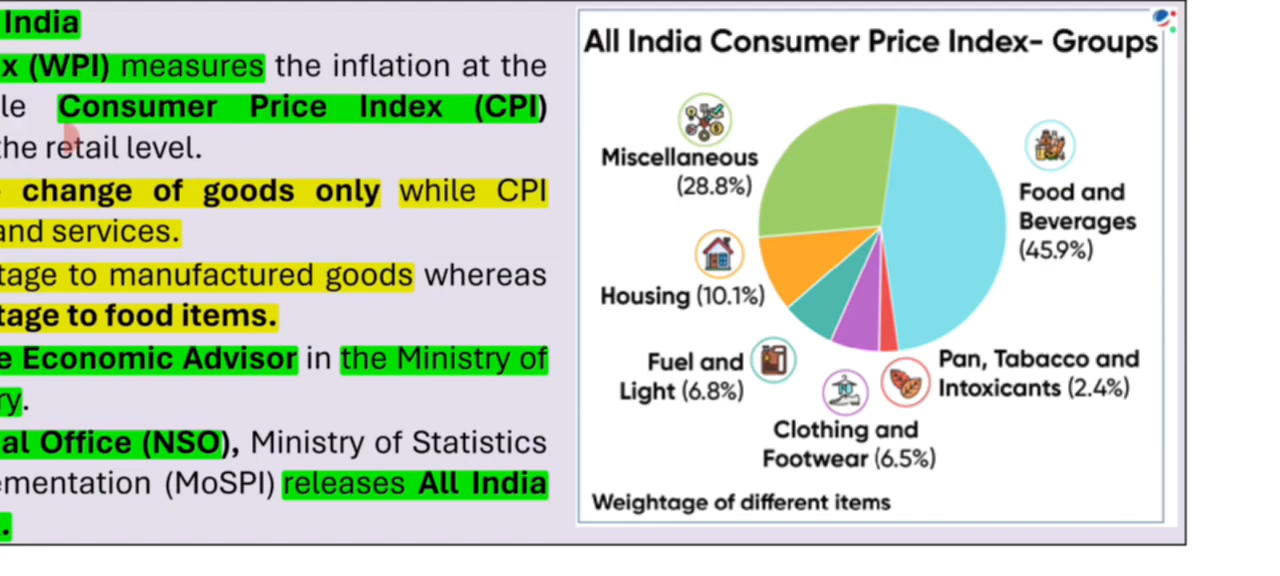 India
x (WPI) measures the inflation at the
le Consumer Price Index (CPI)
the retail level.
change of goods only while CPI
and services.
tage to manufactured goods whereas
tage to food items.
e Economic Advisor in the Ministry of
ry.
al Office (NSO), Ministry of Statistics
ementation (MoSPI) releases All India
.
All India Consumer Price Index- Groups
Miscellaneous
(28.8%)
Food and
Beverages
(45.9%)
Housing (10.1%)
Fuel and
Light (6.8%)
Pan, Tabacco and
Intoxicants (2.4%)
Clothing and
Footwear (6.5%)
Weightage of different items